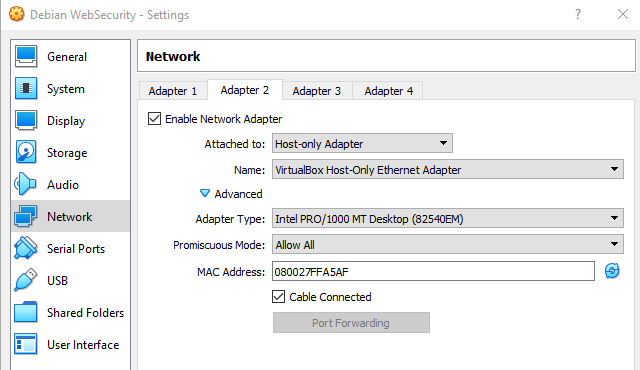 Debian WebSecurity - Settings
? X
General
System
Display
Storage
Audio
Network
Serial Ports
USB
Shared Folders
User Interface
Network
Adapter 1 Adapter 2 Adapter 3 Adapter 4
Enable Network Adapter
Attached to: Host-only Adapter
Name: VirtualBox Host-Only Ethernet Adapter
Advanced
Adapter Type: Intel PRO/1000 MT Desktop (82540EM)
Promiscuous Mode: Allow All
MAC Address: 080027FFA5AF
Cable Connected
Port Forwarding